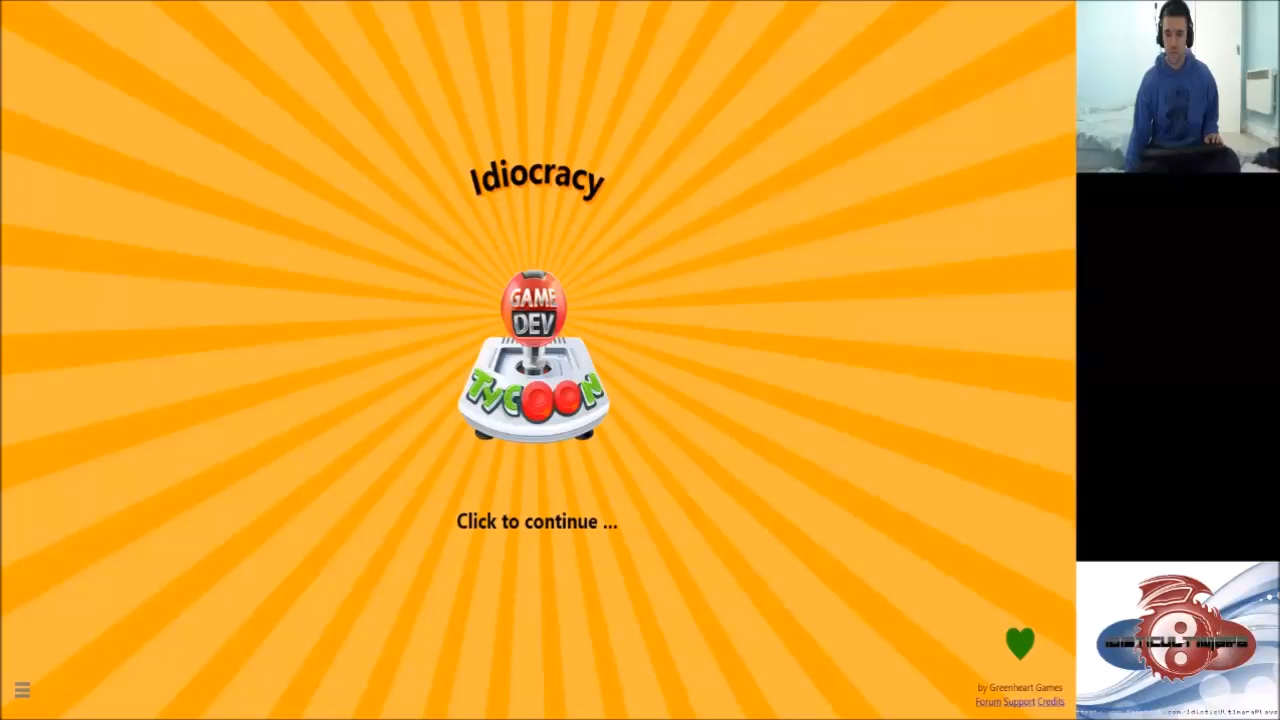 Idiocracy
GAME
DEV
TYCOON
Click to continue ...
by Greenheart Games
Forum Support Credits